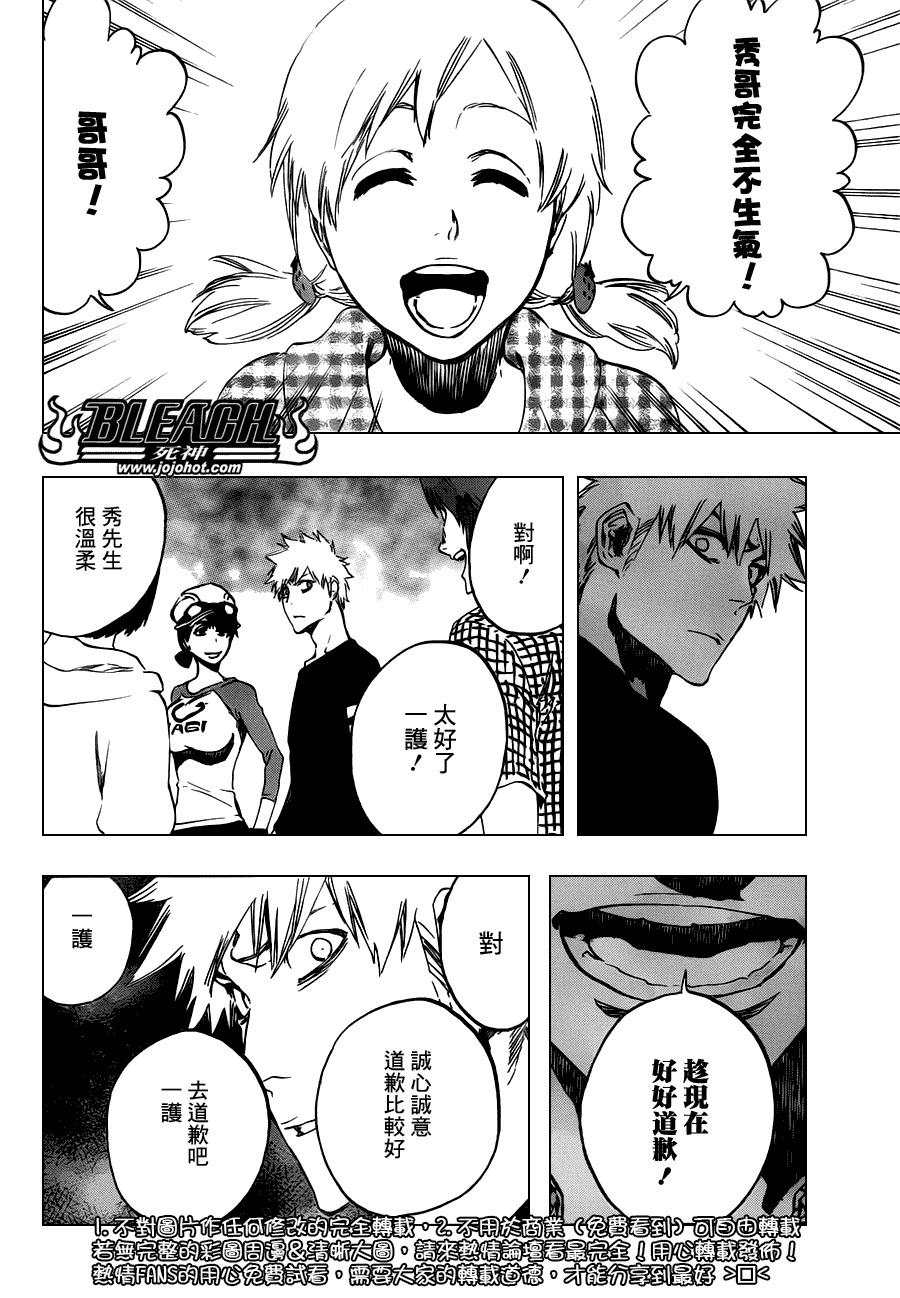 秀哥完全不生氣！
哥哥！
BLEACH
死神
www.jojohot.com
對啊！
太好了
一護！
秀先生
很溫柔
AGI
趁現在
好好道歉！
對
誠心誠意
道歉比較好
一護
去道歉吧
一護
1.不對圖片作任何修改的完全轉載，2.不用於商業（免費看到）可自由轉載
若無完整的彩圖周邊&清晰大圖，請來熱情論壇看最完全！用心轉載發佈！
熱情FANS的用心免費試看，需要大家的轉載道德，才能分享到最好 >口<